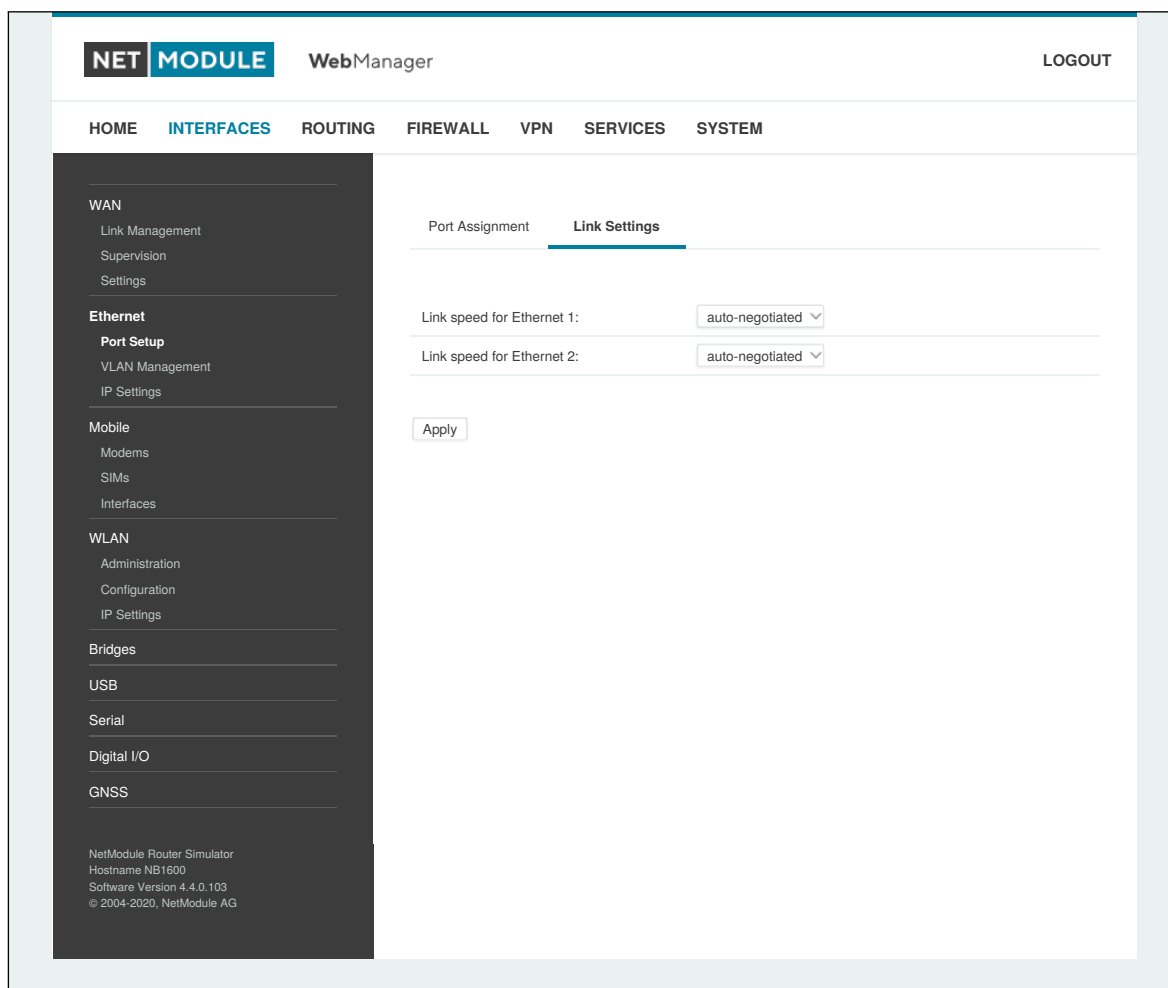 NET MODULE WebManager LOGOUT
HOME INTERFACES ROUTING FIREWALL VPN SERVICES SYSTEM
WAN
Link Management
Supervision
Settings
Ethernet
Port Setup
VLAN Management
IP Settings
Mobile
Modems
SIMs
Interfaces
WLAN
Administration
Configuration
IP Settings
Bridges
USB
Serial
Digital I/O
GNSS
NetModule Router Simulator
Hostname NB1600
Software Version 4.4.0.103
© 2004-2020, NetModule AG
Port Assignment Link Settings
Link speed for Ethernet 1: auto-negotiated
Link speed for Ethernet 2: auto-negotiated
Apply